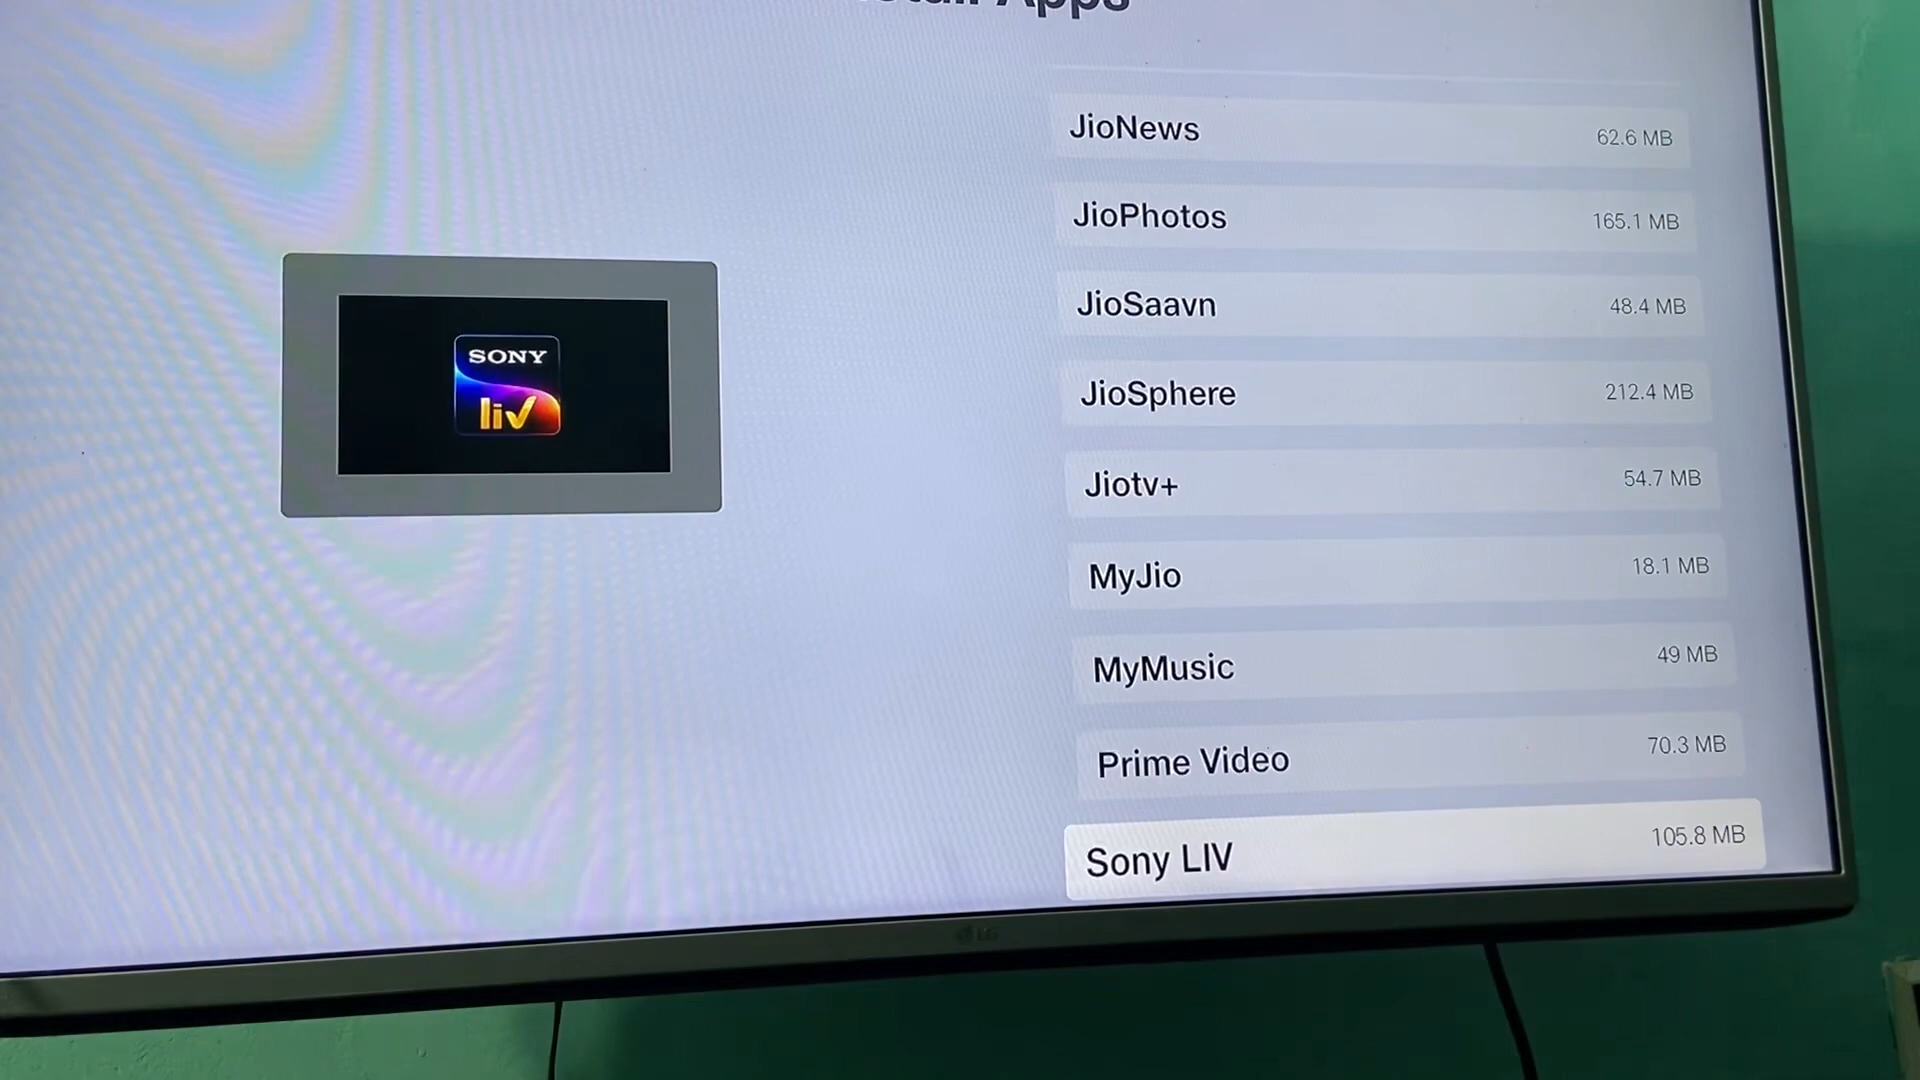 Apps
JioNews 62.6 MB
JioPhotos 165.1 MB
JioSaavn 48.4 MB
JioSphere 212.4 MB
Jiotv+ 54.7 MB
MyJio 18.1 MB
MyMusic 49 MB
Prime Video 70.3 MB
Sony LIV 105.8 MB
SONY
liv
LG